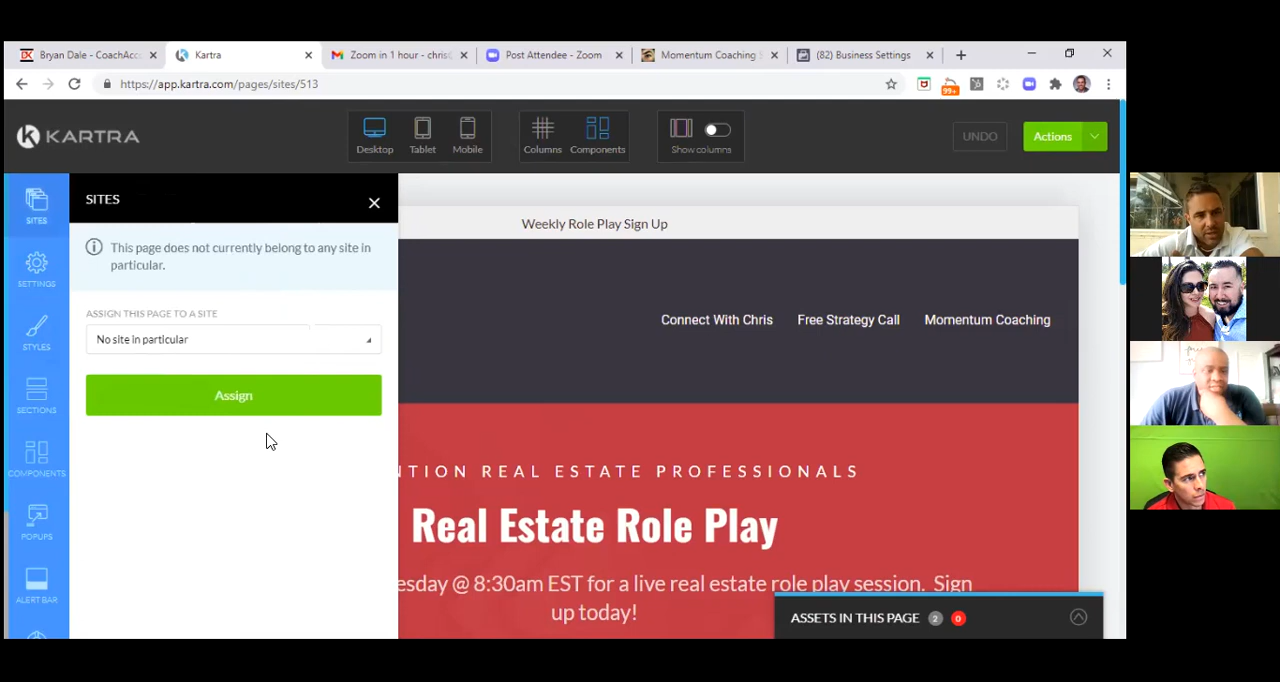 Bryan Dale - CoachAccu
Kartra
Zoom in 1 hour - chris
Post Attendee - Zoom
Momentum Coaching
(82) Business Settings
https://app.kartra.com/pages/sites/513
99+
KARTRA
Desktop
Tablet
Mobile
Columns
Components
Show columns
UNDO
Actions
SITES
SETTINGS
STYLES
SECTIONS
COMPONENTS
POPUPS
ALERT BAR
SITES
This page does not currently belong to any site in
particular.
ASSIGN THIS PAGE TO A SITE
No site in particular
Assign
Weekly Role Play Sign Up
Connect With Chris
Free Strategy Call
Momentum Coaching
NTION REAL ESTATE PROFESSIONALS
Real Estate Role Play
esday @ 8:30am EST for a live real estate role play session. Sign
up today!
ASSETS IN THIS PAGE 2 0